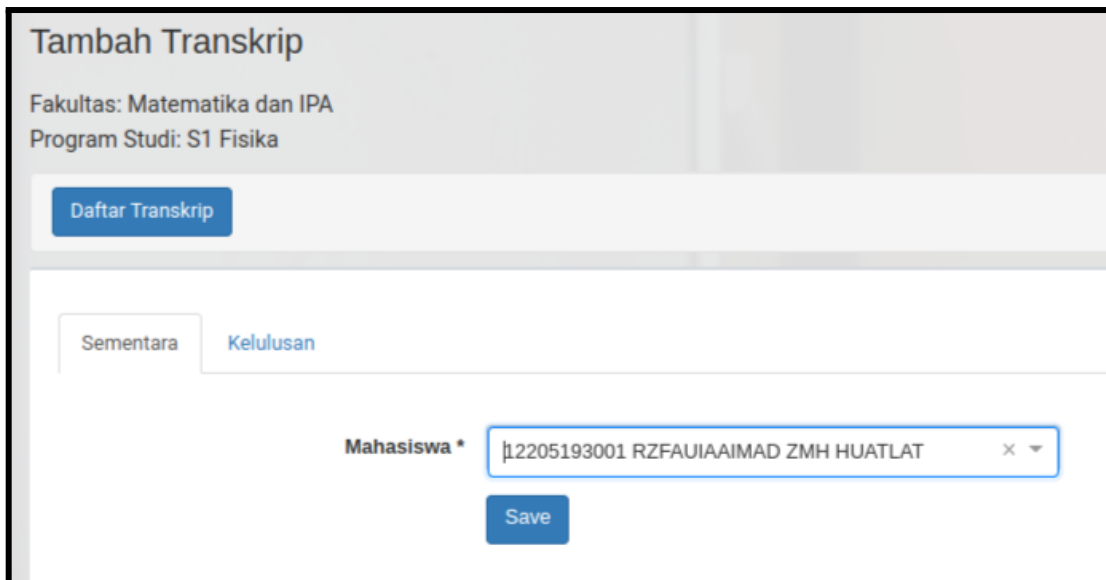 Tambah Transkrip
Fakultas: Matematika dan IPA
Program Studi: S1 Fisika
Daftar Transkrip
Sementara Kelulusan
Mahasiswa * 12205193001 RZFAUIAAIMAD ZMH HUATLAT ×
Save